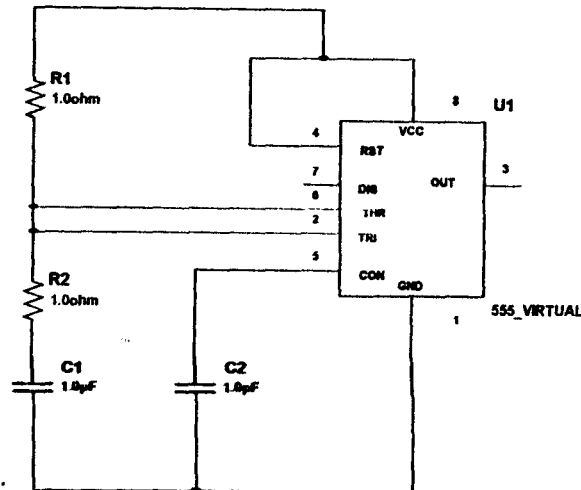 R1
1.0ohm
8
U1
VCC
4
RST
7
DIS
3
OUT
6
THR
2
TRI
5
CON
GND
R2
1.0ohm
1
555_VIRTUAL
C1
1.0µF
C2
1.0µF